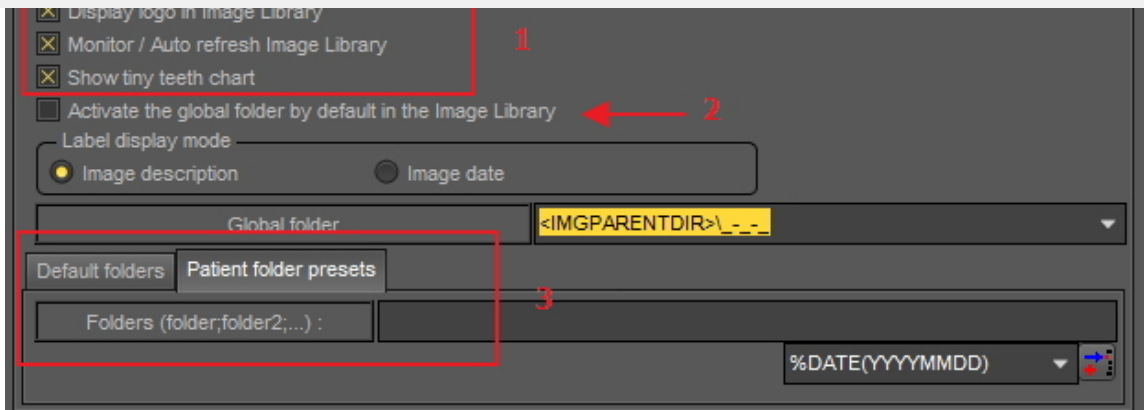 Display logo in Image Library
Monitor / Auto refresh Image Library
1
Show tiny teeth chart
Activate the global folder by default in the Image Library
2
Label display mode
Image description
Image date
Global folder
<IMGPARENTDIR>\_-_-_
Default folders
Patient folder presets
3
Folders (folder;folder2;...) :
%DATE(YYYYMMDD)